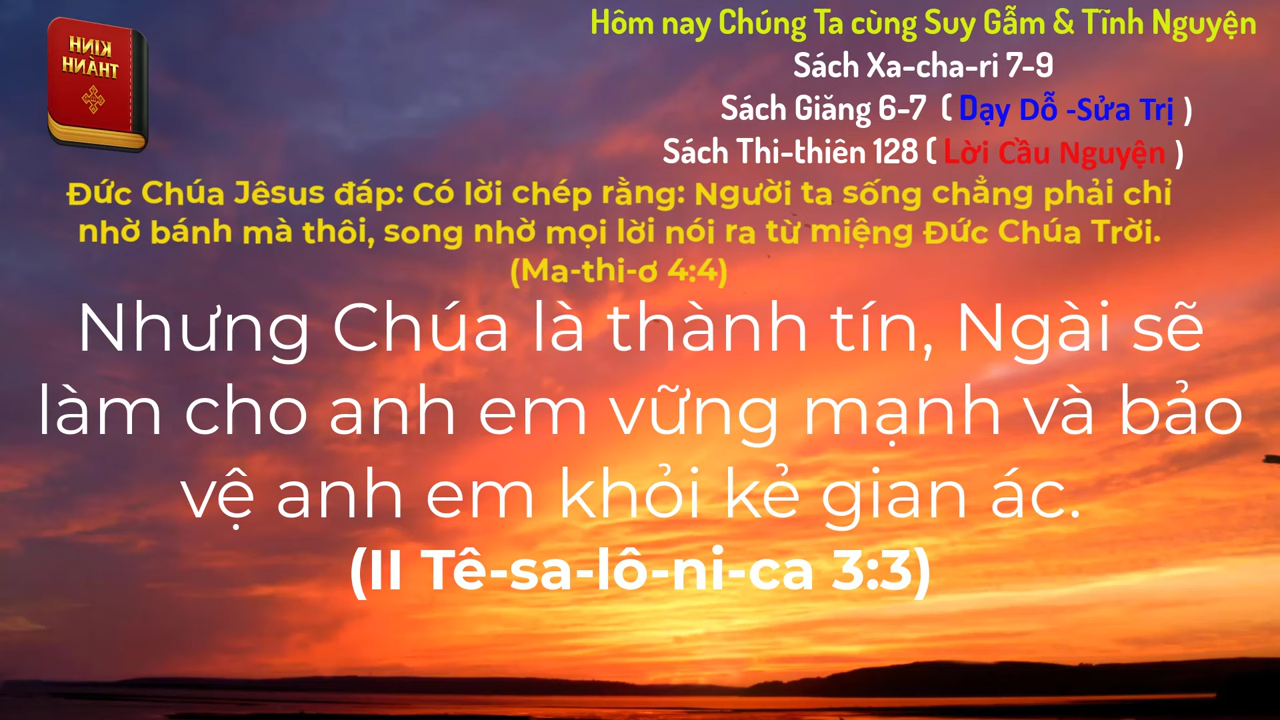 KINH
THÀNH
Hôm nay Chúng Ta cùng Suy Gẫm & Tĩnh Nguyện
Sách Xa-cha-ri 7-9
Sách Giăng 6-7 ( Dạy Dỗ -Sửa Trị )
Sách Thi-thiên 128 ( Lời Cầu Nguyện )
Đức Chúa Jêsus đáp: Có lời chép rằng: Người ta sống chẳng phải chỉ
nhờ bánh mà thôi, song nhờ mọi lời nói ra từ miệng Đức Chúa Trời.
(Ma-thi-ơ 4:4)
Nhưng Chúa là thành tín, Ngài sẽ
làm cho anh em vững mạnh và bảo
vệ anh em khỏi kẻ gian ác.
(II Tê-sa-lô-ni-ca 3:3)